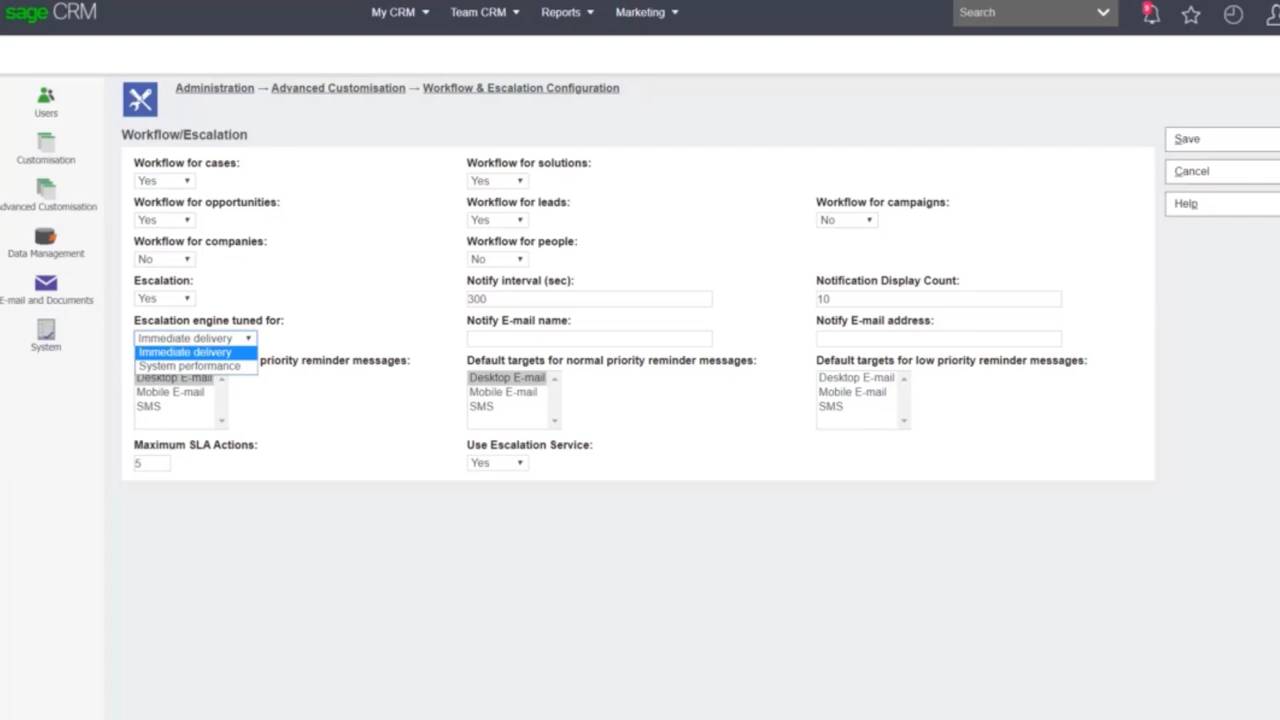 sage CRM
My CRM Team CRM Reports Marketing Search
Administration → Advanced Customisation → Workflow & Escalation Configuration
Workflow/Escalation
Users
Customisation
dvanced Customisation
Data Management
E-mail and Documents
System
Workflow for cases: Workflow for solutions:
Yes Yes
Workflow for opportunities: Workflow for leads: Workflow for campaigns:
Yes Yes No
Workflow for companies: Workflow for people:
No No
Escalation: Notify interval (sec): Notification Display Count:
Yes 300 10
Escalation engine tuned for: Notify E-mail name: Notify E-mail address:
Immediate delivery
Immediate delivery
System performance
priority reminder messages: Default targets for normal priority reminder messages: Default targets for low priority reminder messages:
Desktop E-mail Desktop E-mail Desktop E-mail
Mobile E-mail Mobile E-mail Mobile E-mail
SMS SMS SMS
Maximum SLA Actions: Use Escalation Service:
5 Yes
Save
Cancel
Help